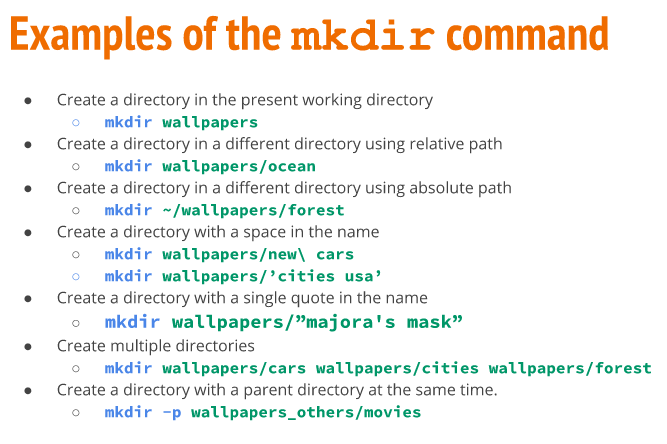 Examples of the mkdir command
● Create a directory in the present working directory
○ mkdir wallpapers
● Create a directory in a different directory using relative path
○ mkdir wallpapers/ocean
● Create a directory in a different directory using absolute path
○ mkdir ~/wallpapers/forest
● Create a directory with a space in the name
○ mkdir wallpapers/new\ cars
○ mkdir wallpapers/’cities usa’
● Create a directory with a single quote in the name
○ mkdir wallpapers/”majora's mask”
● Create multiple directories
○ mkdir wallpapers/cars wallpapers/cities wallpapers/forest
● Create a directory with a parent directory at the same time.
○ mkdir -p wallpapers_others/movies